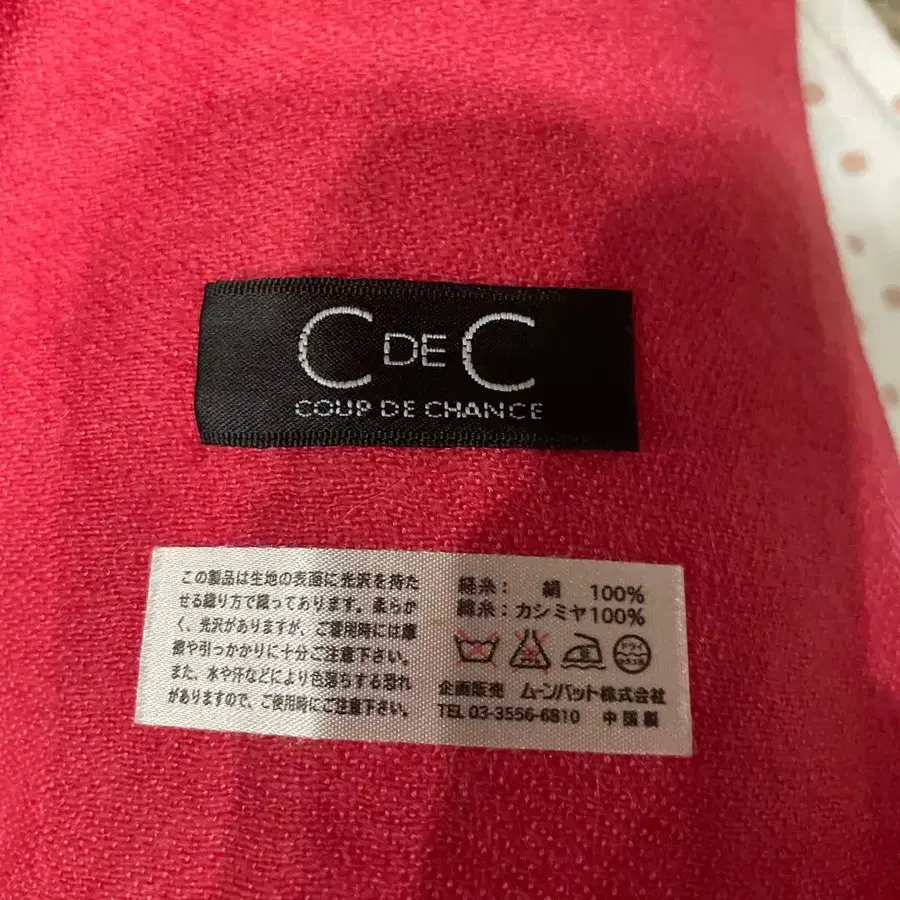 C DE C
COUP DE CHANCE
この製品は生地の表面に光沢を持た
せる織り方で織ってあります。柔らか
く、光沢がありますが、ご着用時には摩
擦や引っかかりに十分ご注意下さい。
また、水や汗などにより色落ちする恐れ
がありますので、ご使用時にご注意下さい。
経糸: 絹 100%
緯糸:カシミヤ100%
ドライ
企画販売 ムーンバット株式会社
TEL 03-3556-6810 中国製